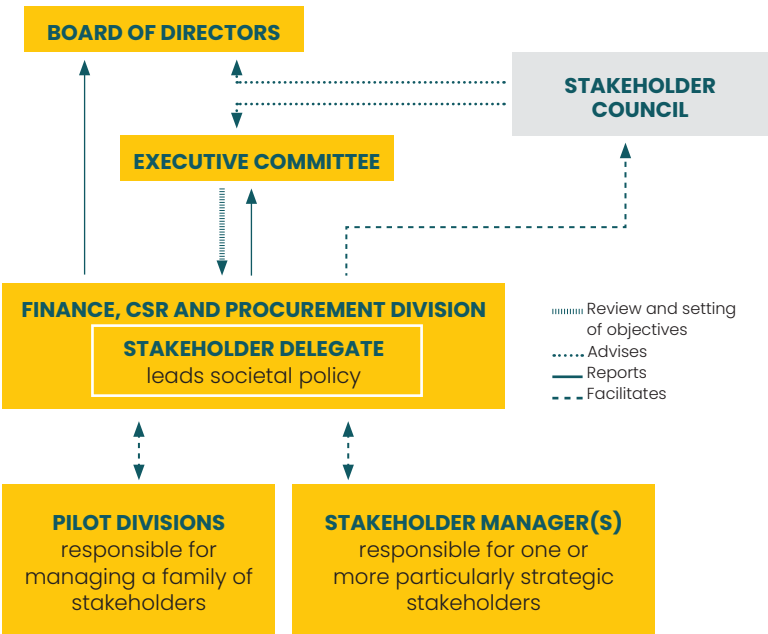 BOARD OF DIRECTORS
STAKEHOLDER
COUNCIL
EXECUTIVE COMMITTEE
FINANCE, CSR AND PROCUREMENT DIVISION
STAKEHOLDER DELEGATE
leads societal policy
Review and setting
of objectives
Advises
Reports
Facilitates
PILOT DIVISIONS
responsible for
managing a family of
stakeholders
STAKEHOLDER MANAGER(S)
responsible for one or
more particularly strategic
stakeholders